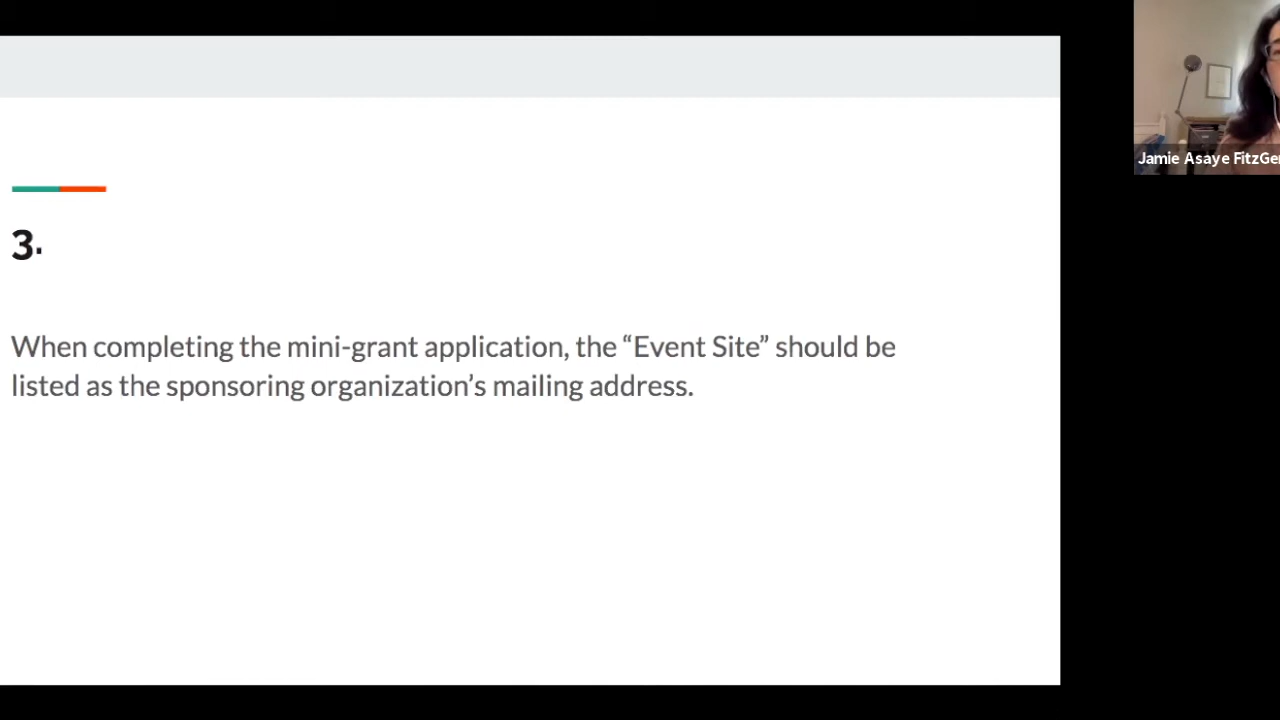 3.
When completing the mini-grant application, the “Event Site” should be
listed as the sponsoring organization’s mailing address.
Jamie Asaye